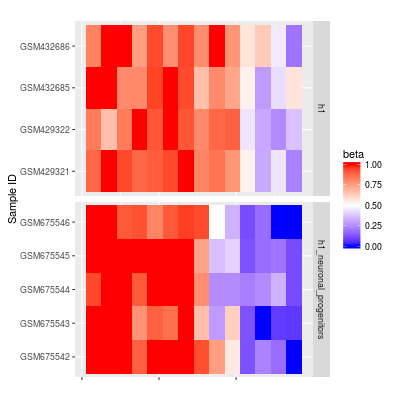 GSM432686
GSM432685
GSM429322
GSM429321
h1
GSM675546
GSM675545
GSM675544
GSM675543
GSM675542
h1_neuronal_progenitors
Sample ID
beta
1.00
0.75
0.50
0.25
0.00